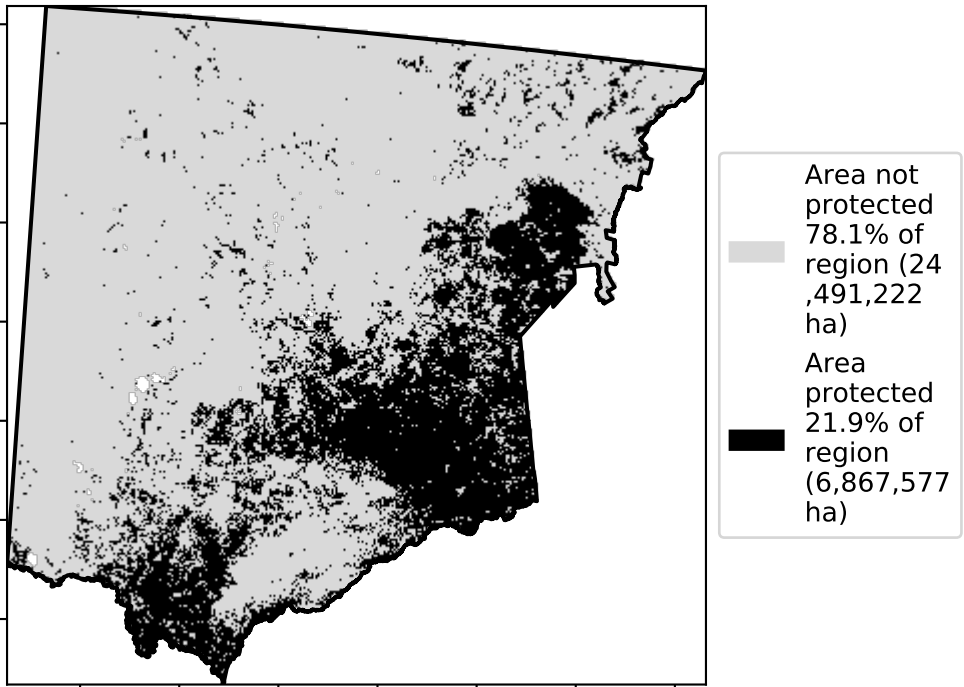 Area not
protected
78.1% of
region (24
,491,222
ha)
Area
protected
21.9% of
region
(6,867,577
ha)